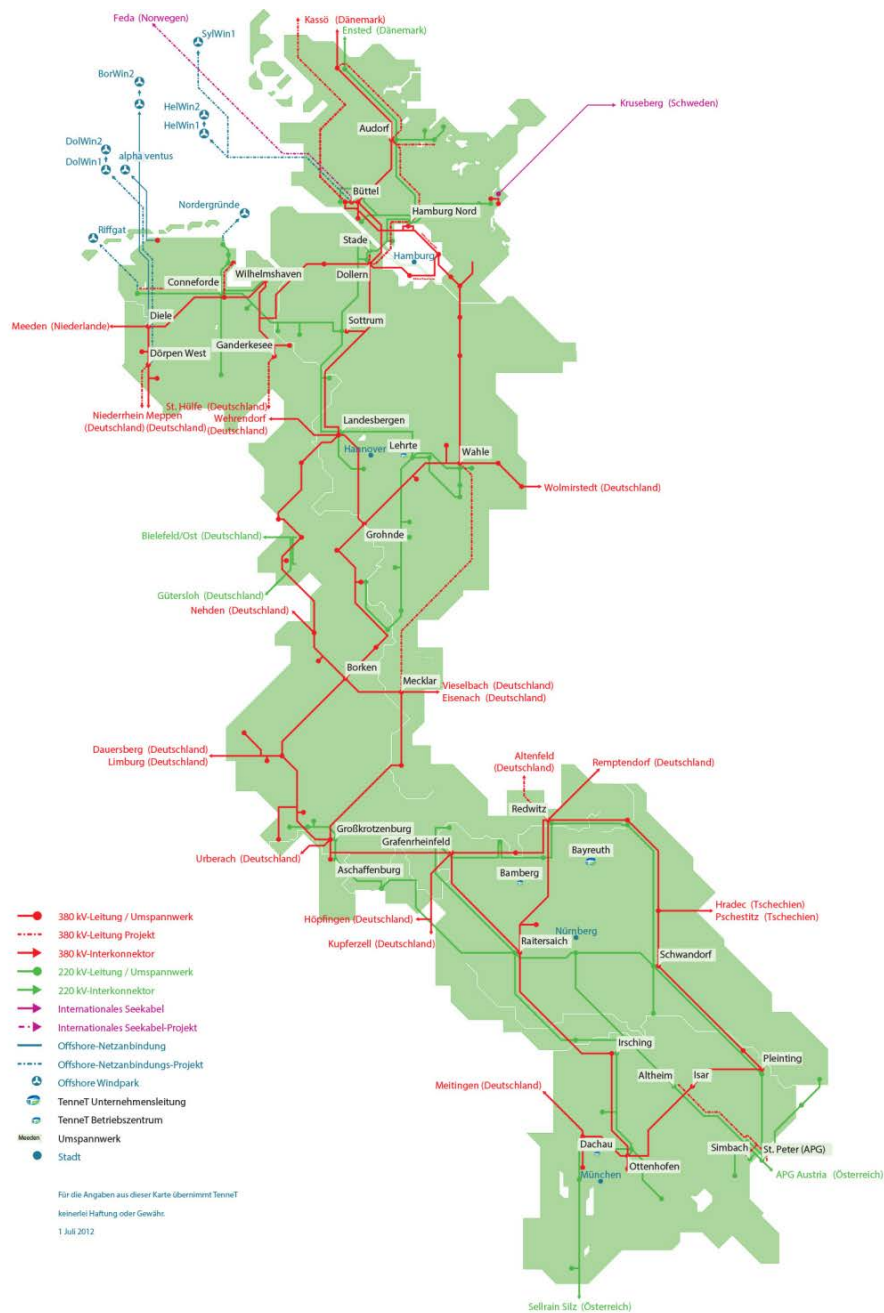 Feda (Norwegen)
SylWin1
Kassö (Dänemark)
Ensted (Dänemark)
BorWin2
HelWin2
HelWin1
Kruseberg (Schweden)
DolWin2
DolWin1
alpha ventus
Audorf
Büttel
Nordergründe
Hamburg Nord
Riffgat
Stade
Hamburg
Wilhelmshaven
Conneforde
Dollern
Diele
Meeden (Niederlande)
Sottrum
Ganderkesee
Dörpen West
Niederrhein
(Deutschland)
Meppen
(Deutschland)
St. Hülfe (Deutschland)
Wehrendorf
(Deutschland)
Landesbergen
Hannover
Lehrte
Wahle
Wolmirstedt (Deutschland)
Grohnde
Bielefeld/Ost (Deutschland)
Gütersloh (Deutschland)
Nehden (Deutschland)
Borken
Mecklar
Vieselbach (Deutschland)
Eisenach (Deutschland)
Dauersberg (Deutschland)
Limburg (Deutschland)
Altenfeld
(Deutschland)
Remptendorf (Deutschland)
Redwitz
Großkrotzenburg
Grafenrheinfeld
Urberach (Deutschland)
Aschaffenburg
Bayreuth
Bamberg
Höpfingen (Deutschland)
Kupferzell (Deutschland)
Hradec (Tschechien)
Pschestitz (Tschechien)
Nürnberg
Raitersaich
Schwandorf
Irsching
Pleinting
Altheim
Isar
Meitingen (Deutschland)
Dachau
Ottenhofen
München
Simbach
St. Peter (APG)
APG Austria (Österreich)
Sellrain Silz (Österreich)
380 kV-Leitung / Umspannwerk
380 kV-Leitung Projekt
380 kV-Interkonnektor
220 kV-Leitung / Umspannwerk
220 kV-Interkonnektor
Internationales Seekabel
Internationales Seekabel-Projekt
Offshore-Netzanbindung
Offshore-Netzanbindungs-Projekt
Offshore Windpark
TenneT Unternehmensleitung
TenneT Betriebszentrum
Meeden Umspannwerk
Stadt
Für die Angaben aus dieser Karte übernimmt TenneT
keinerlei Haftung oder Gewähr.
1 Juli 2012